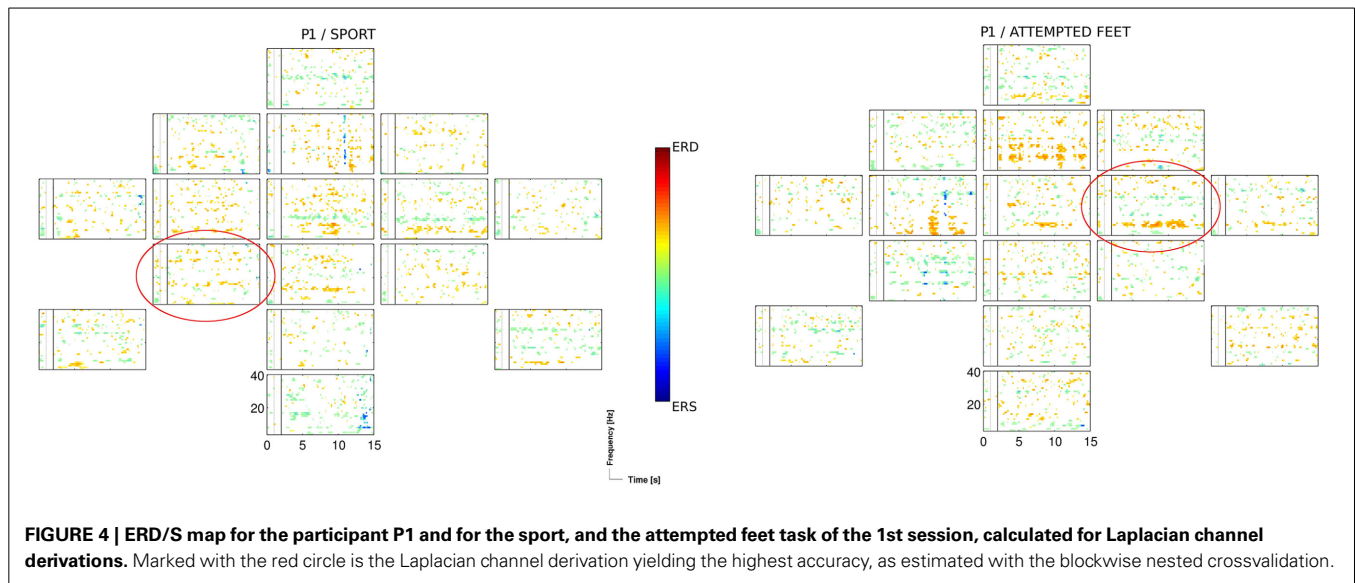 P1 / SPORT
P1 / ATTEMPTED FEET
ERD
ERS
40
20
0 5 10 15
Frequency [Hz]
Time [s]
40
20
0 5 10 15
FIGURE 4 | ERD/S map for the participant P1 and for the sport, and the attempted feet task of the 1st session, calculated for Laplacian channel
derivations. Marked with the red circle is the Laplacian channel derivation yielding the highest accuracy, as estimated with the blockwise nested crossvalidation.